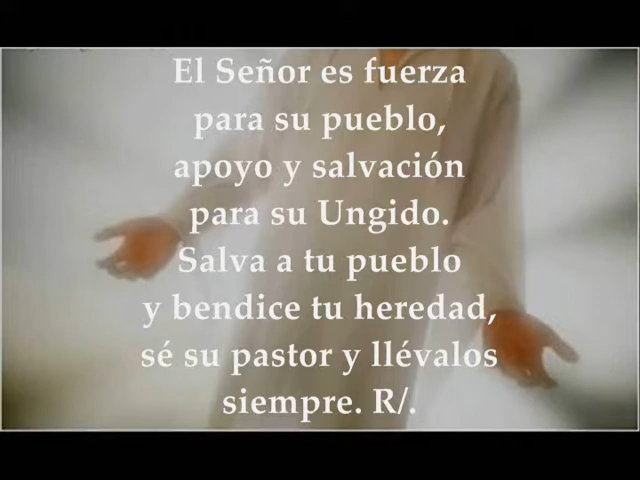 El Señor es fuerza
para su pueblo,
apoyo y salvación
para su Ungido.
Salva a tu pueblo
y bendice tu heredad,
sé su pastor y llévalos
siempre. R/.